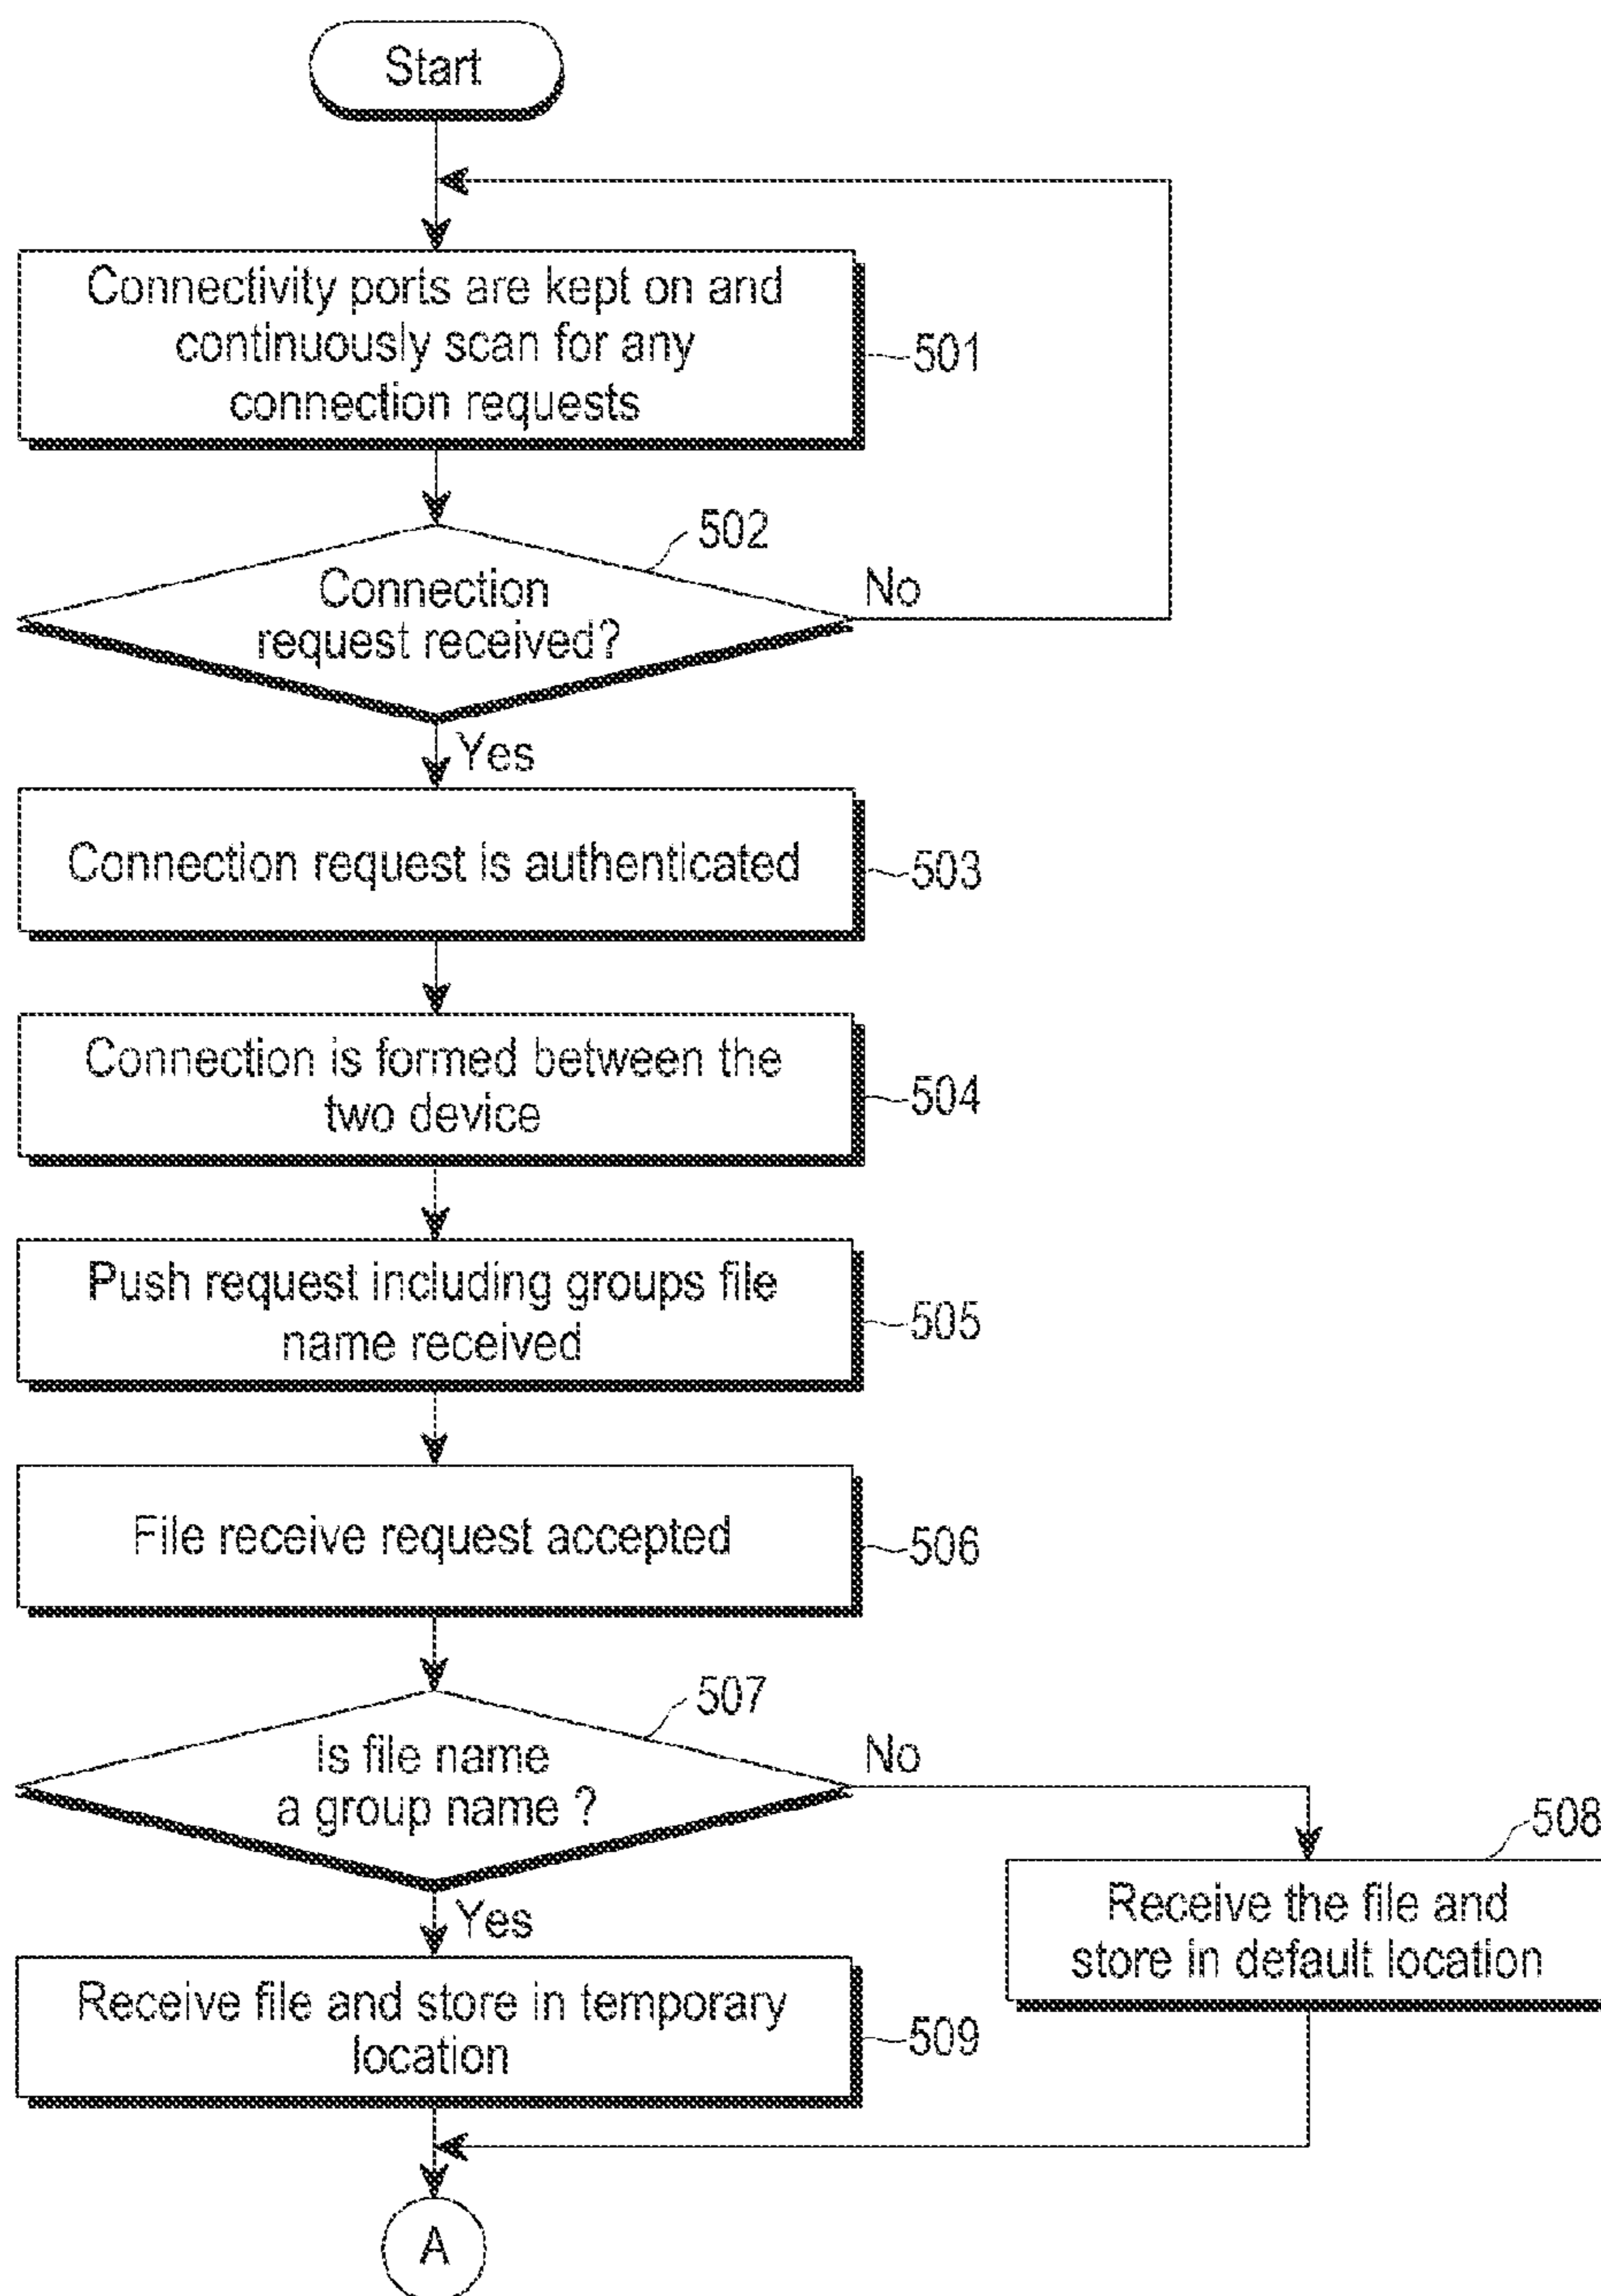 Start
Connectivity ports are kept on and
continuously scan for any
connection requests
501
502
Connection
request received?
No
Yes
Connection request is authenticated
503
Connection is formed between the
two device
504
Push request including groups file
name received
505
File receive request accepted
506
507
Is file name
a group name ?
No
508
Yes
Receive the file and
store in default location
Receive file and store in temporary
location
509
A